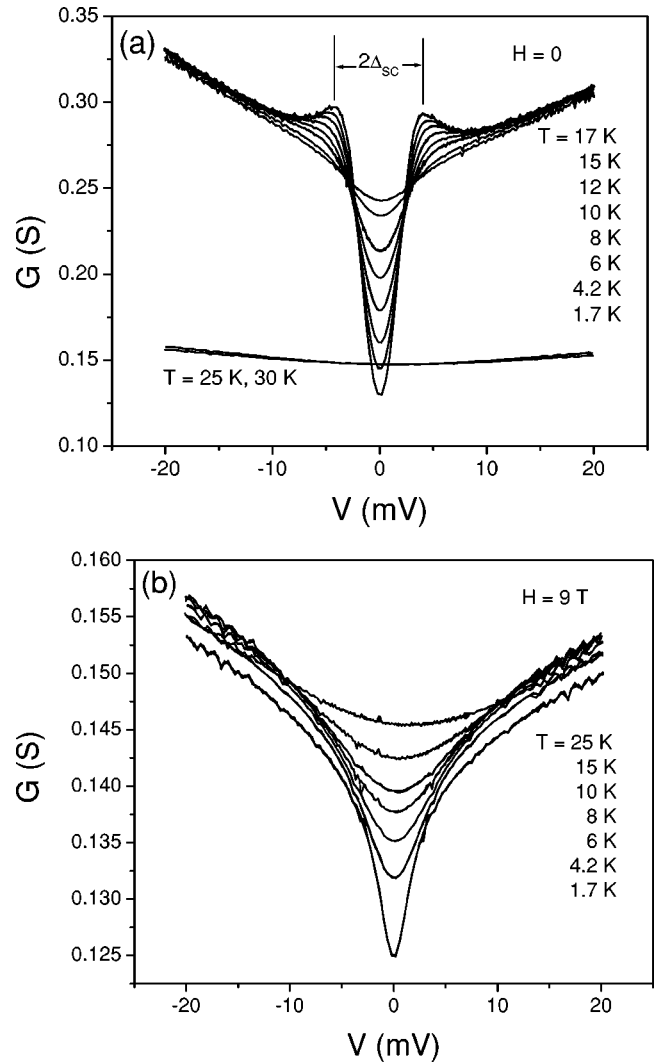 (a)
2ΔSC
H = 0
0.35
0.30
0.25
0.20
0.15
0.10
G (S)
T = 17 K
15 K
12 K
10 K
8 K
6 K
4.2 K
1.7 K
T = 25 K, 30 K
-20 -10 0 10 20
V (mV)
(b)
H = 9 T
0.160
0.155
0.150
0.145
0.140
0.135
0.130
0.125
G (S)
T = 25 K
15 K
10 K
8 K
6 K
4.2 K
1.7 K
-20 -10 0 10 20
V (mV)